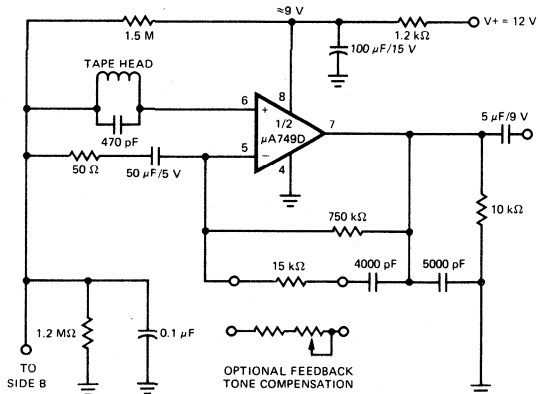 ≈9 V
V+ = 12 V
1.5 M
1.2 kΩ
100 µF/15 V
TAPE HEAD
8
6
+
1/2
µA749D
7
5 µF/9 V
470 pF
5
−
4
50 Ω
50 µF/5 V
750 kΩ
10 kΩ
15 kΩ
4000 pF
5000 pF
1.2 MΩ
0.1 µF
TO
SIDE B
OPTIONAL FEEDBACK
TONE COMPENSATION